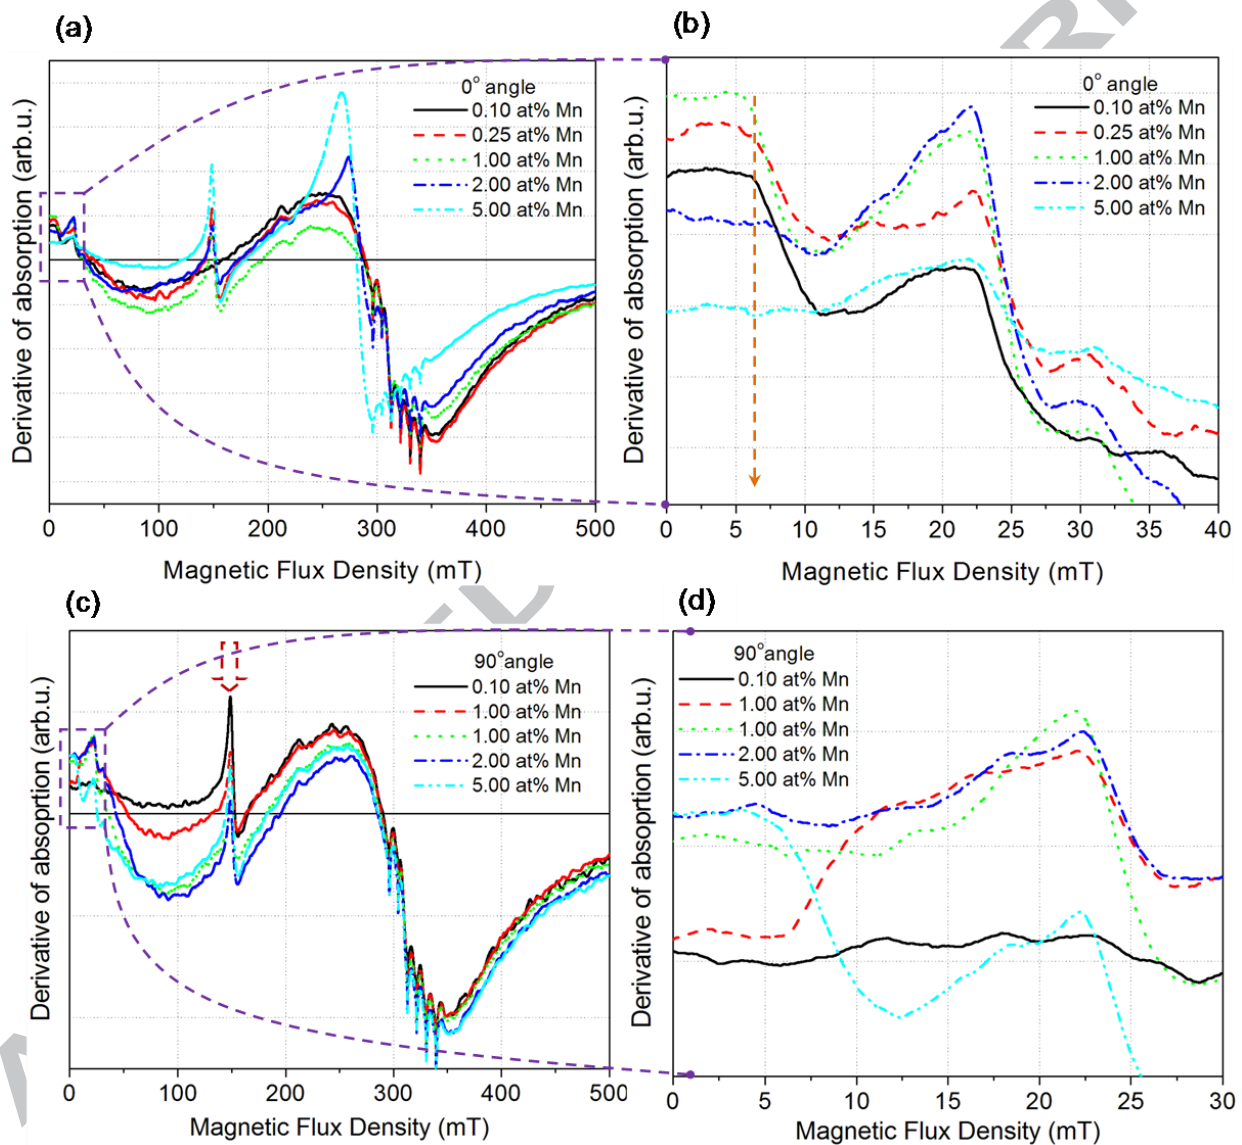 (a)
0° angle
0.10 at% Mn
0.25 at% Mn
1.00 at% Mn
2.00 at% Mn
5.00 at% Mn
Derivative of absorption (arb.u.)
0 100 200 300 400 500
Magnetic Flux Density (mT)
(b)
0° angle
0.10 at% Mn
0.25 at% Mn
1.00 at% Mn
2.00 at% Mn
5.00 at% Mn
Derivative of absorption (arb.u.)
0 5 10 15 20 25 30 35 40
Magnetic Flux Density (mT)
(c)
90°angle
0.10 at% Mn
1.00 at% Mn
1.00 at% Mn
2.00 at% Mn
5.00 at% Mn
Derivative of absoption (arb.u.)
0 100 200 300 400 500
Magnetic Flux Density (mT)
(d)
90°angle
0.10 at% Mn
1.00 at% Mn
1.00 at% Mn
2.00 at% Mn
5.00 at% Mn
Derivative of absorption (arb.u.)
0 5 10 15 20 25 30
Magnetic Flux Density (mT)